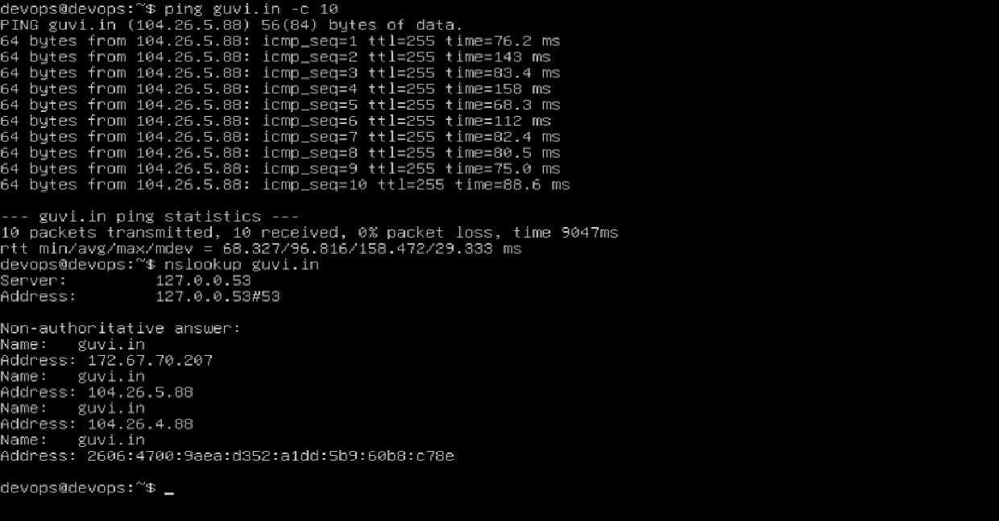 devops@devops:~$ ping guvi.in -c 10
PING guvi.in (104.26.5.88) 56(84) bytes of data.
64 bytes from 104.26.5.88: icmp_seq=1 ttl=255 time=76.2 ms
64 bytes from 104.26.5.88: icmp_seq=2 ttl=255 time=143 ms
64 bytes from 104.26.5.88: icmp_seq=3 ttl=255 time=83.4 ms
64 bytes from 104.26.5.88: icmp_seq=4 ttl=255 time=158 ms
64 bytes from 104.26.5.88: icmp_seq=5 ttl=255 time=68.3 ms
64 bytes from 104.26.5.88: icmp_seq=6 ttl=255 time=112 ms
64 bytes from 104.26.5.88: icmp_seq=7 ttl=255 time=82.4 ms
64 bytes from 104.26.5.88: icmp_seq=8 ttl=255 time=80.5 ms
64 bytes from 104.26.5.88: icmp_seq=9 ttl=255 time=75.0 ms
64 bytes from 104.26.5.88: icmp_seq=10 ttl=255 time=88.6 ms

--- guvi.in ping statistics ---
10 packets transmitted, 10 received, 0% packet loss, time 9047ms
rtt min/avg/max/mdev = 68.327/96.816/158.472/29.333 ms
devops@devops:~$ nslookup guvi.in
Server:         127.0.0.53
Address:        127.0.0.53#53

Non-authoritative answer:
Name:   guvi.in
Address: 172.67.70.207
Name:   guvi.in
Address: 104.26.5.88
Name:   guvi.in
Address: 104.26.4.88
Name:   guvi.in
Address: 2606:4700:9aea:d352:a1dd:5b9:60b8:c78e

devops@devops:~$ _